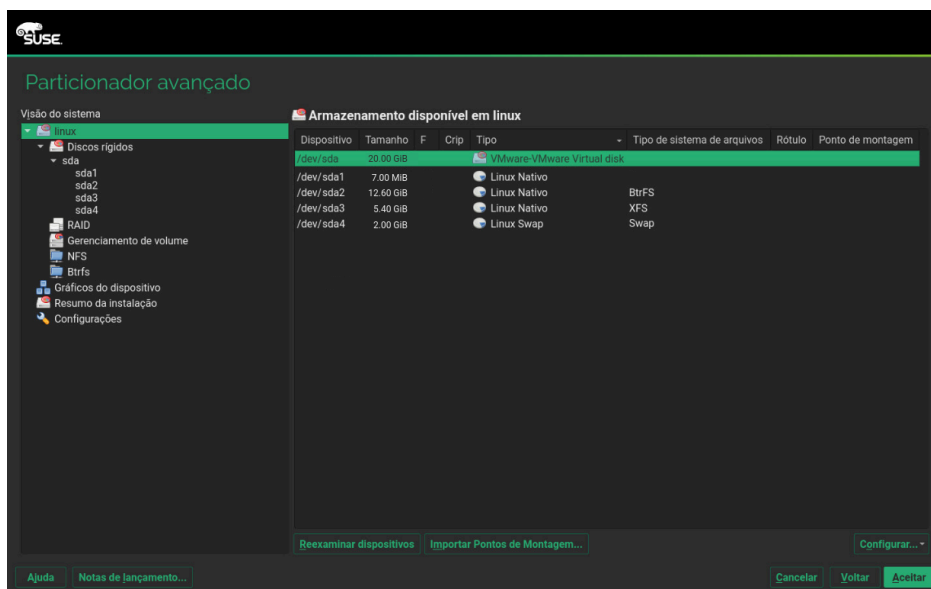 SUSE.
Particionador avançado
Visão do sistema
linux
Discos rígidos
sda
sda1
sda2
sda3
sda4
RAID
Gerenciamento de volume
NFS
Btrfs
Gráficos do dispositivo
Resumo da instalação
Configurações
Armazenamento disponível em linux
Dispositivo Tamanho F Crip Tipo Tipo de sistema de arquivos Rótulo Ponto de montagem
/dev/sda 20.00 GiB VMware-VMware Virtual disk
/dev/sda1 7.00 MiB Linux Nativo
/dev/sda2 12.60 GiB Linux Nativo BtrFS
/dev/sda3 5.40 GiB Linux Nativo XFS
/dev/sda4 2.00 GiB Linux Swap Swap
Reexaminar dispositivos Importar Pontos de Montagem... Configurar...
Ajuda Notas de lançamento... Cancelar Voltar Aceitar